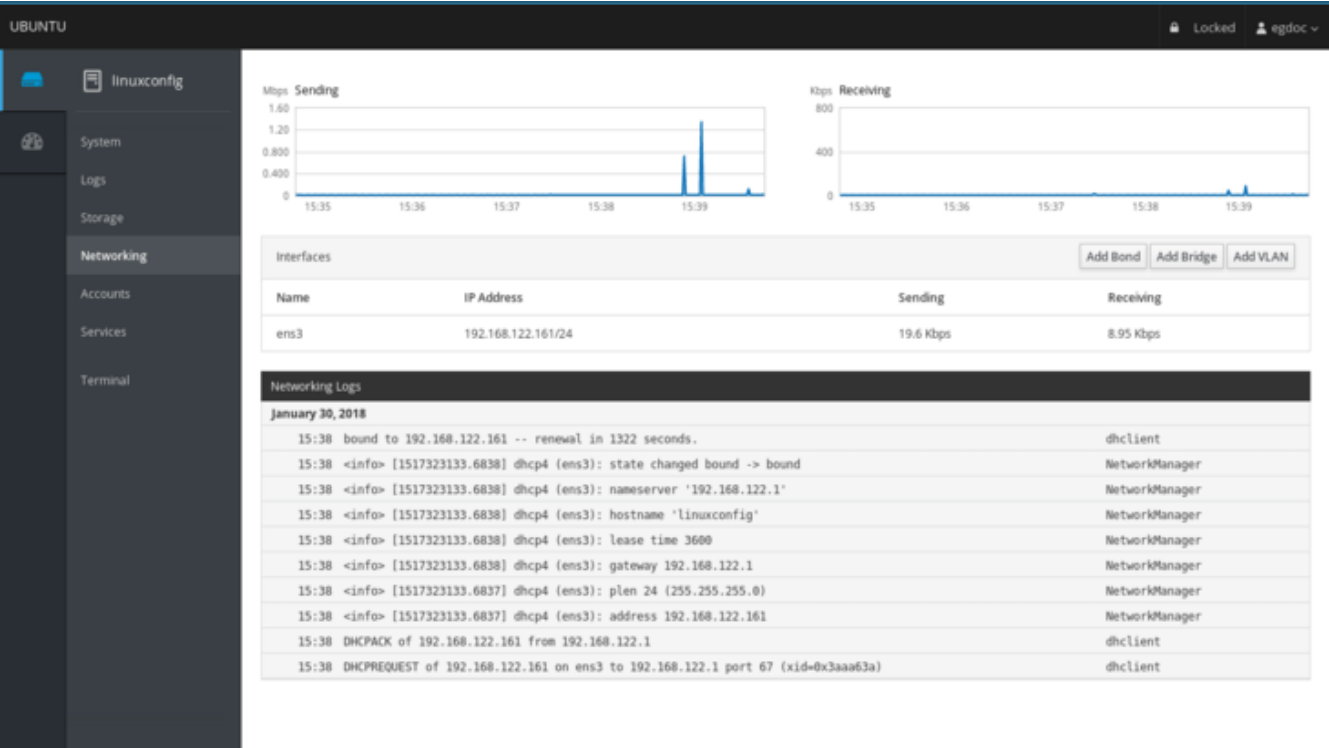 UBUNTU
Locked egdoc
linuxconfig
System
Logs
Storage
Networking
Accounts
Services
Terminal
Mbps Sending
1.60
1.20
0.800
0.400
0
15:35 15:36 15:37 15:38 15:39
Kbps Receiving
800
400
0
15:35 15:36 15:37 15:38 15:39
Interfaces Add Bond Add Bridge Add VLAN
Name IP Address Sending Receiving
ens3 192.168.122.161/24 19.6 Kbps 8.95 Kbps
Networking Logs
January 30, 2018
15:38 bound to 192.168.122.161 -- renewal in 1322 seconds. dhclient
15:38 <info> [1517323133.6838] dhcp4 (ens3): state changed bound -> bound NetworkManager
15:38 <info> [1517323133.6838] dhcp4 (ens3): nameserver '192.168.122.1' NetworkManager
15:38 <info> [1517323133.6838] dhcp4 (ens3): hostname 'linuxconfig' NetworkManager
15:38 <info> [1517323133.6838] dhcp4 (ens3): lease time 3600 NetworkManager
15:38 <info> [1517323133.6838] dhcp4 (ens3): gateway 192.168.122.1 NetworkManager
15:38 <info> [1517323133.6837] dhcp4 (ens3): plen 24 (255.255.255.0) NetworkManager
15:38 <info> [1517323133.6837] dhcp4 (ens3): address 192.168.122.161 NetworkManager
15:38 DHCPACK of 192.168.122.161 from 192.168.122.1 dhclient
15:38 DHCPREQUEST of 192.168.122.161 on ens3 to 192.168.122.1 port 67 (xid=0x3aaa63a) dhclient